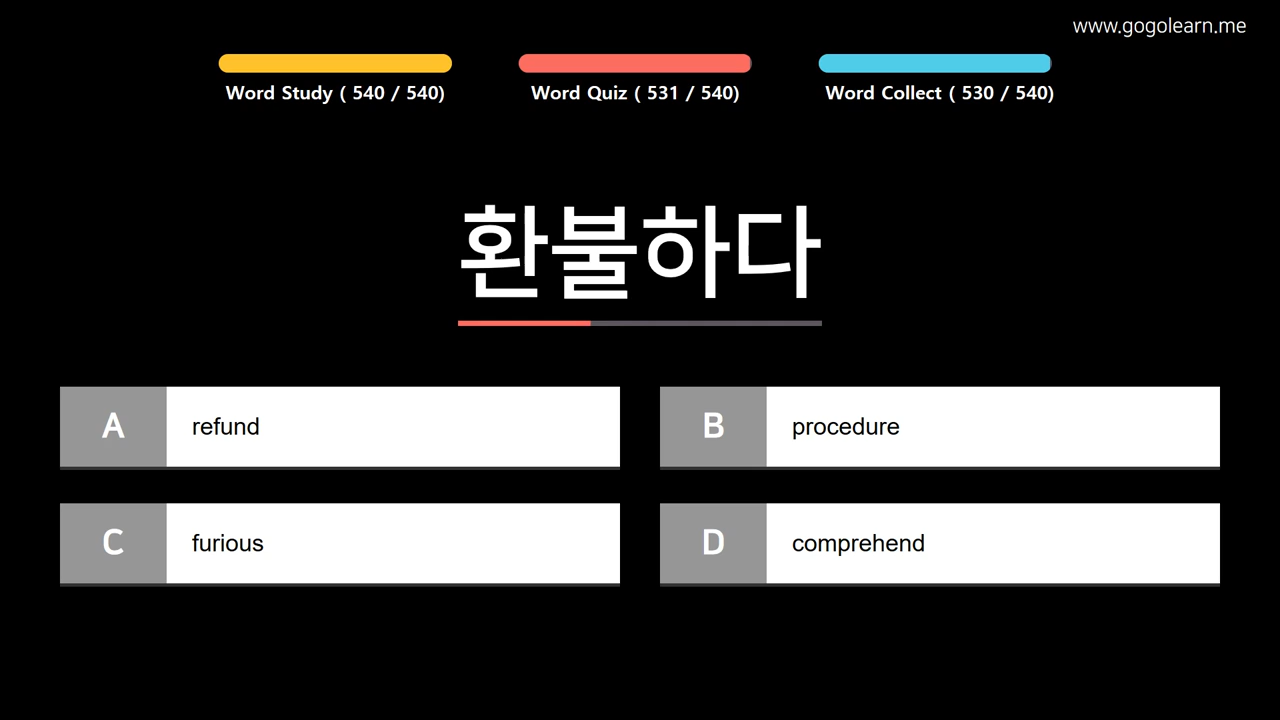 www.gogolearn.me
Word Study ( 540 / 540)
Word Quiz ( 531 / 540)
Word Collect ( 530 / 540)
환불하다
A refund
B procedure
C furious
D comprehend